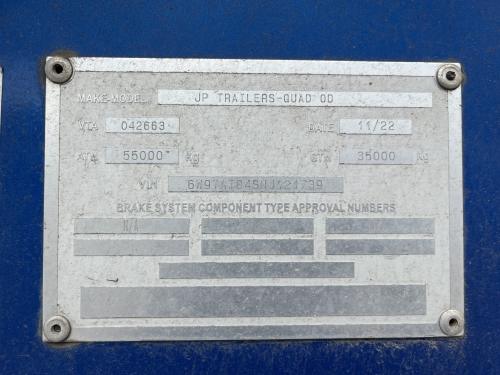 MAKE-MODEL JP TRAILERS-QUAD OD
VTA 042663 DATE 11/22
ATM 55000 Kg GTM 35000 Kg
VIN
BRAKE SYSTEM COMPONENT TYPE APPROVAL NUMBERS
N/A